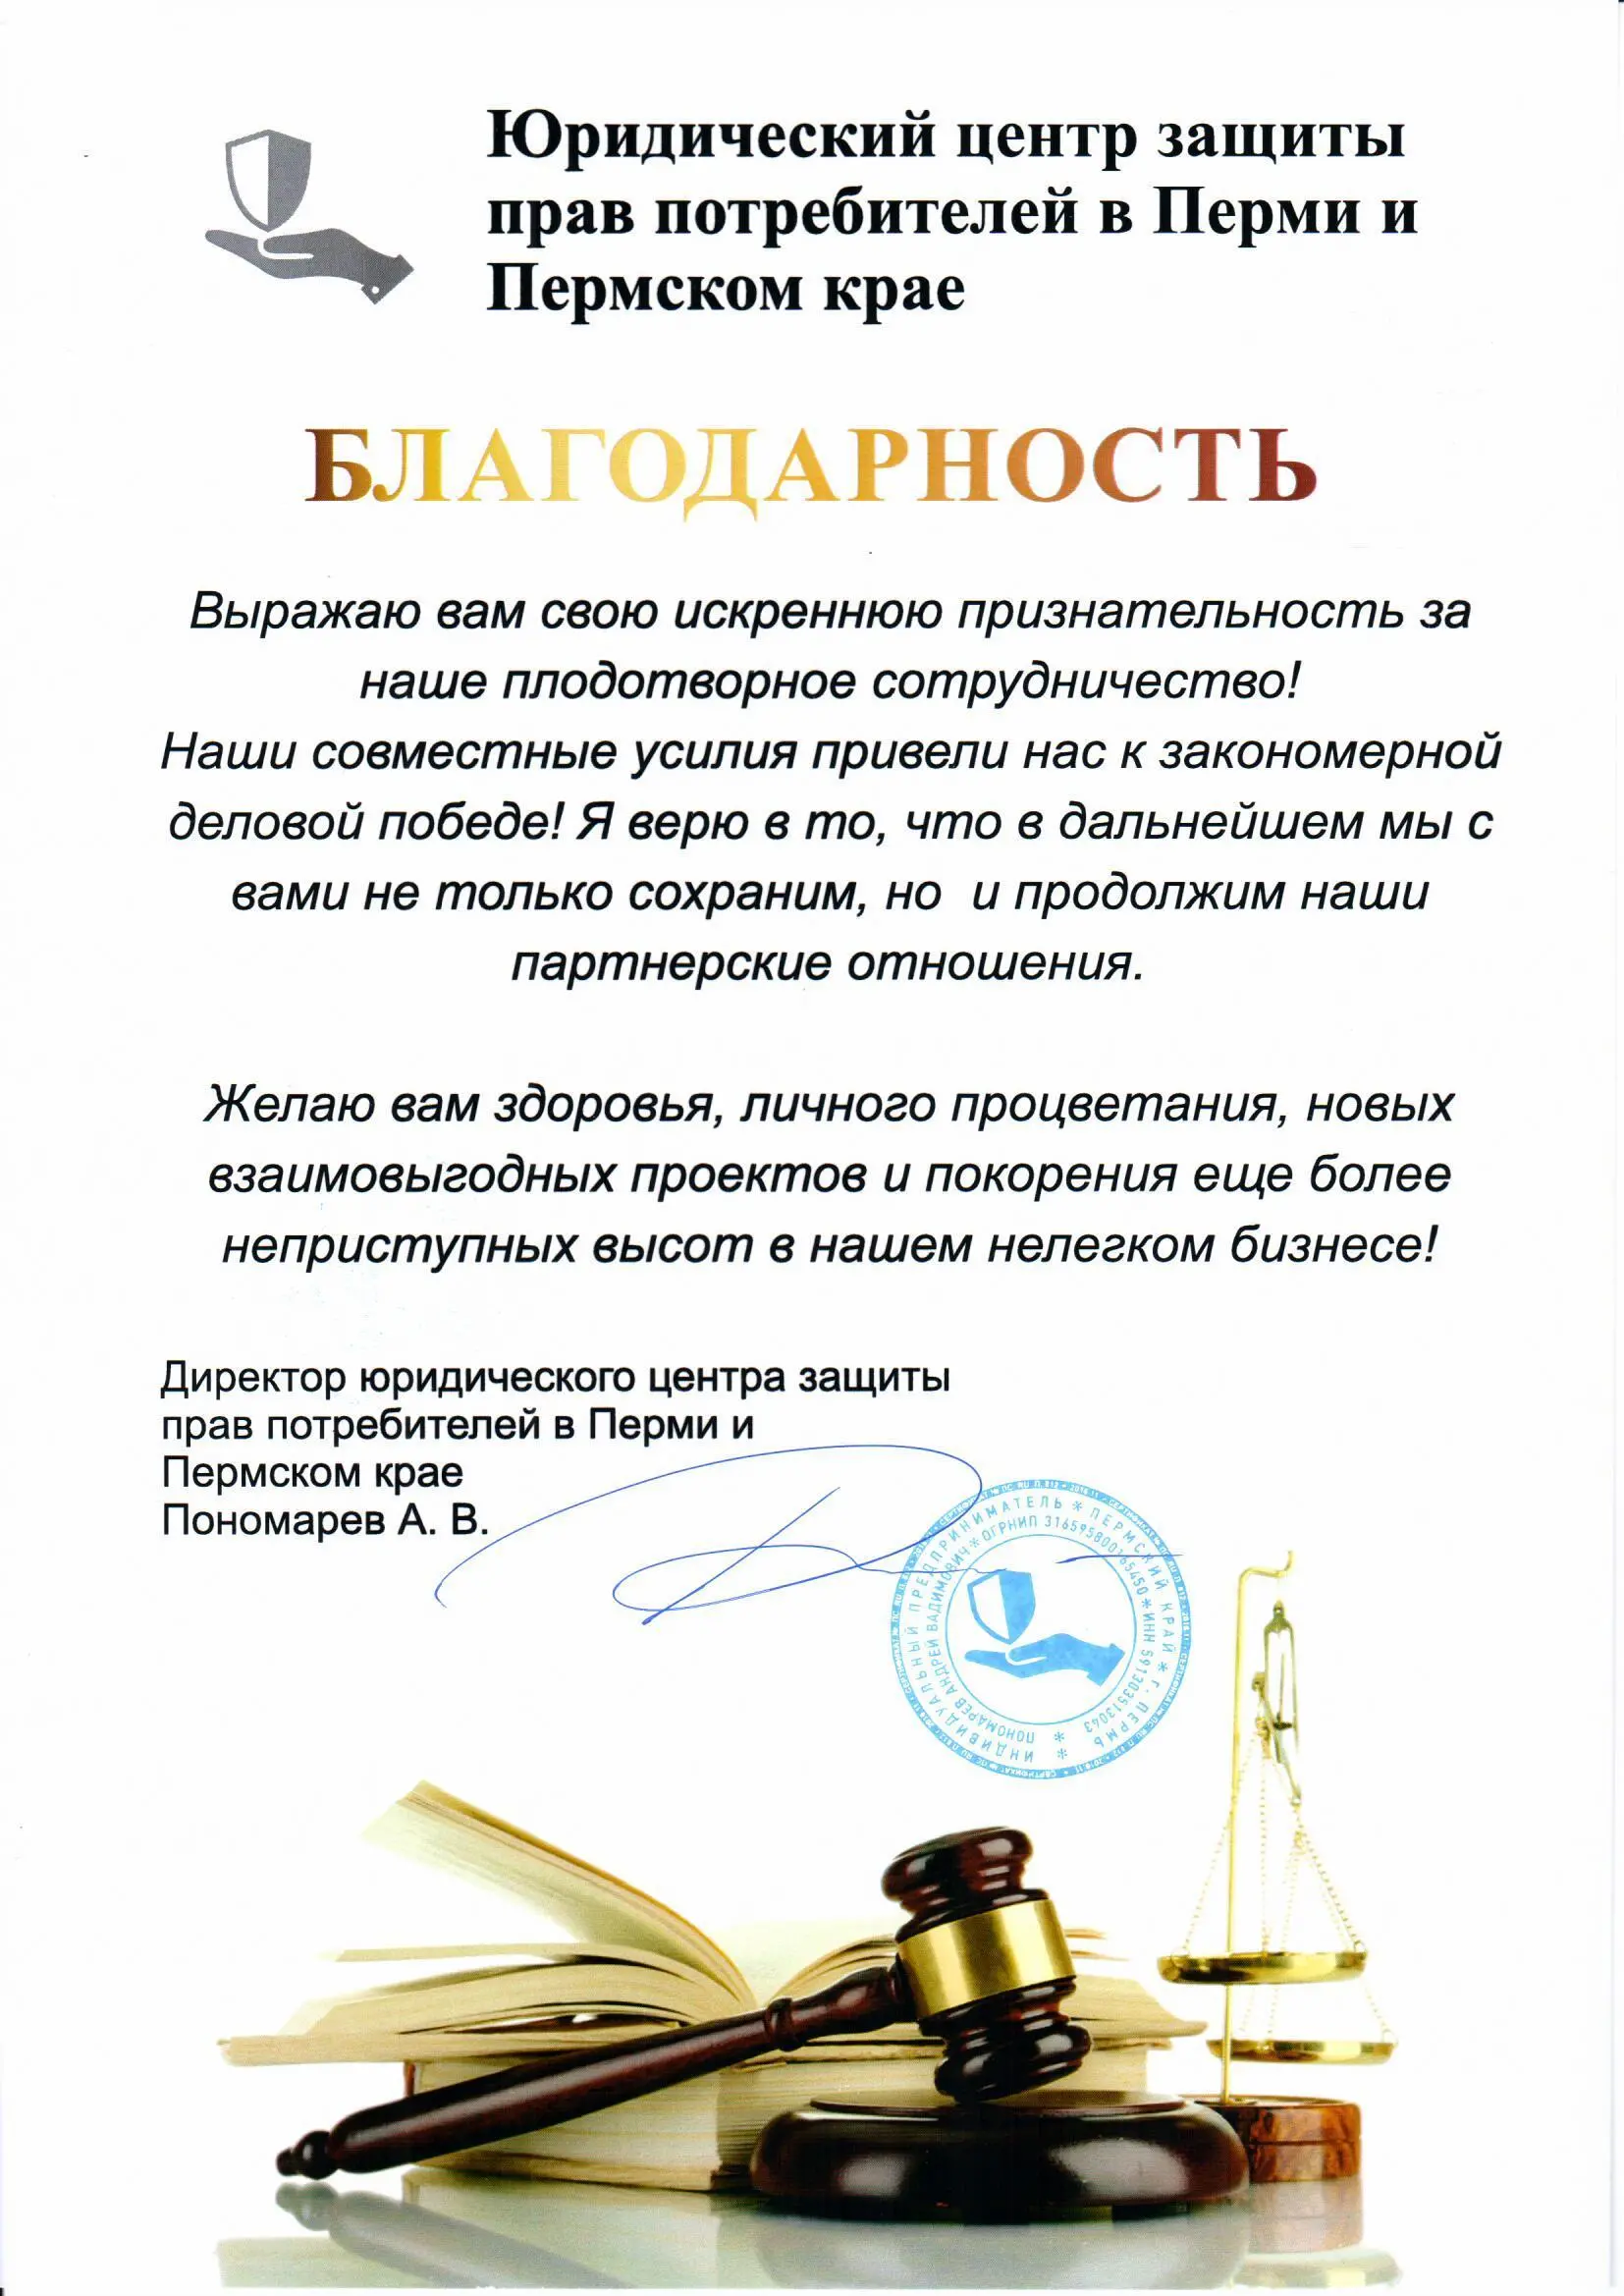 Юридический центр защиты
прав потребителей в Перми и
Пермском крае
БЛАГОДАРНОСТЬ
Выражаю вам свою искреннюю признательность за
наше плодотворное сотрудничество!
Наши совместные усилия привели нас к закономерной
деловой победе! Я верю в то, что в дальнейшем мы с
вами не только сохраним, но  и продолжим наши
партнерские отношения.
Желаю вам здоровья, личного процветания, новых
взаимовыгодных проектов и покорения еще более
неприступных высот в нашем нелегком бизнесе!
Директор юридического центра защиты
прав потребителей в Перми и
Пермском крае
Пономарев А. В.
ИНДИВИДУАЛЬНЫЙ ПРЕДПРИНИМАТЕЛЬ * ПЕРМСКИЙ КРАЙ * Г. ПЕРМЬ *
ПОНОМАРЕВ АНДРЕЙ ВАДИМОВИЧ * ОГРНИП 316595800165450 * ИНН 591303513043 *